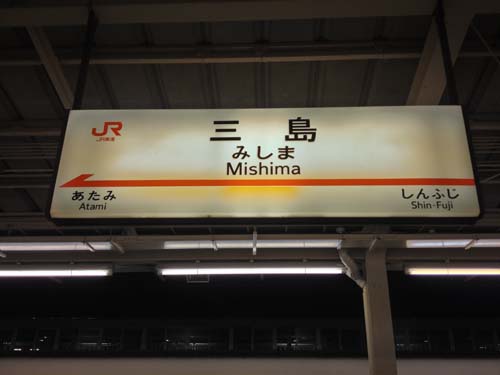 JR
JR東海
三島
みしま
Mishima
あたみ
Atami
しんふじ
Shin-Fuji